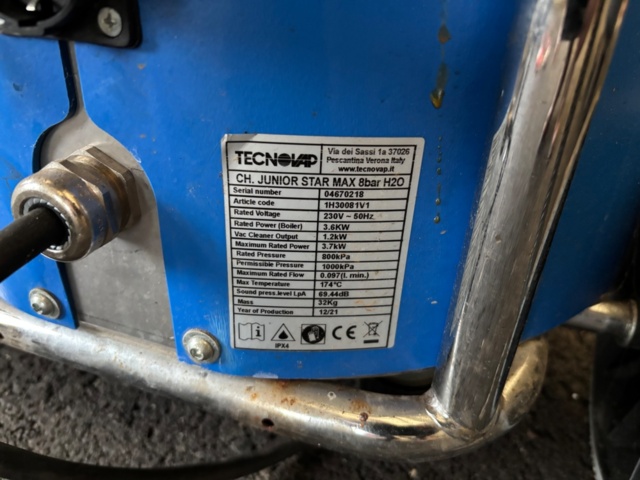 TECNOVAP
Via dei Sassi 1a 37026
Pescantina Verona Italy
www.tecnovap.it
CH. JUNIOR STAR MAX 8bar H2O
Serial number 04670218
Article code 1H30081V1
Rated Voltage 230V ~ 50Hz
Rated Power (Boiler) 3.6KW
Vac Cleaner Output 1.2kW
Maximum Rated Power 3.7kW
Rated Pressure 800kPa
Permissible Pressure 1000kPa
Maximum Rated Flow 0.097(l. min.)
Max Temperature 174°C
Sound press.level LpA 69.44dB
Mass 32Kg
Year of Production 12/21
IPX4
CE